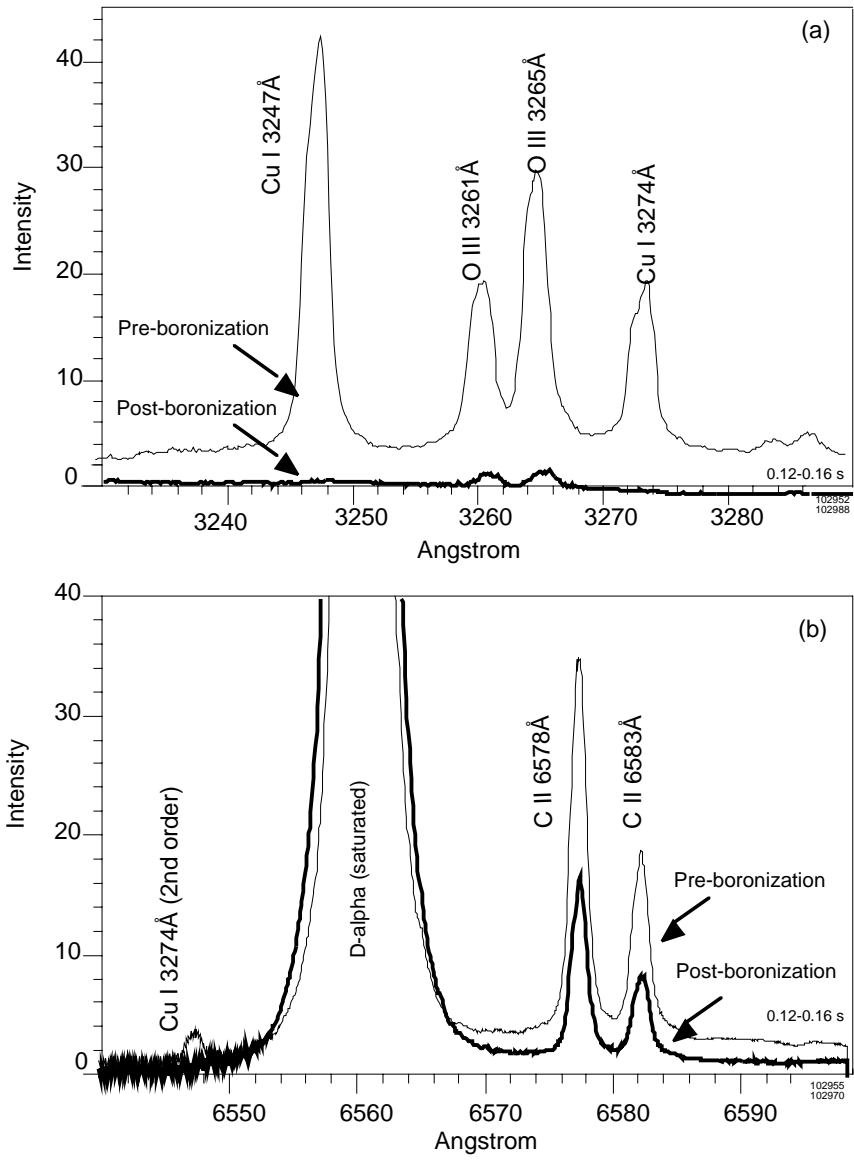 (a)
40
30
20
10
0
Intensity
Cu I 3247Å
O III 3261Å
O III 3265Å
Cu I 3274Å
Pre-boronization
Post-boronization
0.12-0.16 s
102952
102988
3240
3250
3260
3270
3280
Angstrom
(b)
40
30
20
10
0
Intensity
Cu I 3274Å (2nd order)
D-alpha (saturated)
C II 6578Å
C II 6583Å
Pre-boronization
Post-boronization
0.12-0.16 s
102955
102970
6550
6560
6570
6580
6590
Angstrom